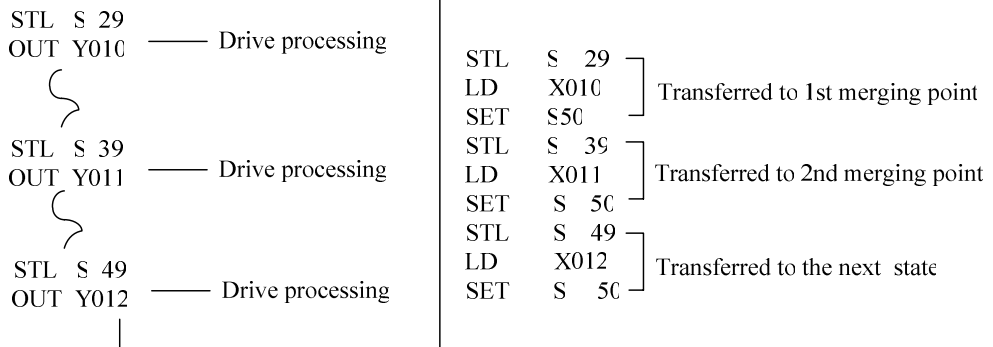 STL S 29
OUT Y010 Drive processing
STL S 39
OUT Y011 Drive processing
STL S 49
OUT Y012 Drive processing
STL S 29
LD X010
SET S50
Transferred to 1st merging point
STL S 39
LD X011
SET S 50
Transferred to 2nd merging point
STL S 49
LD X012
SET S 50
Transferred to the next state